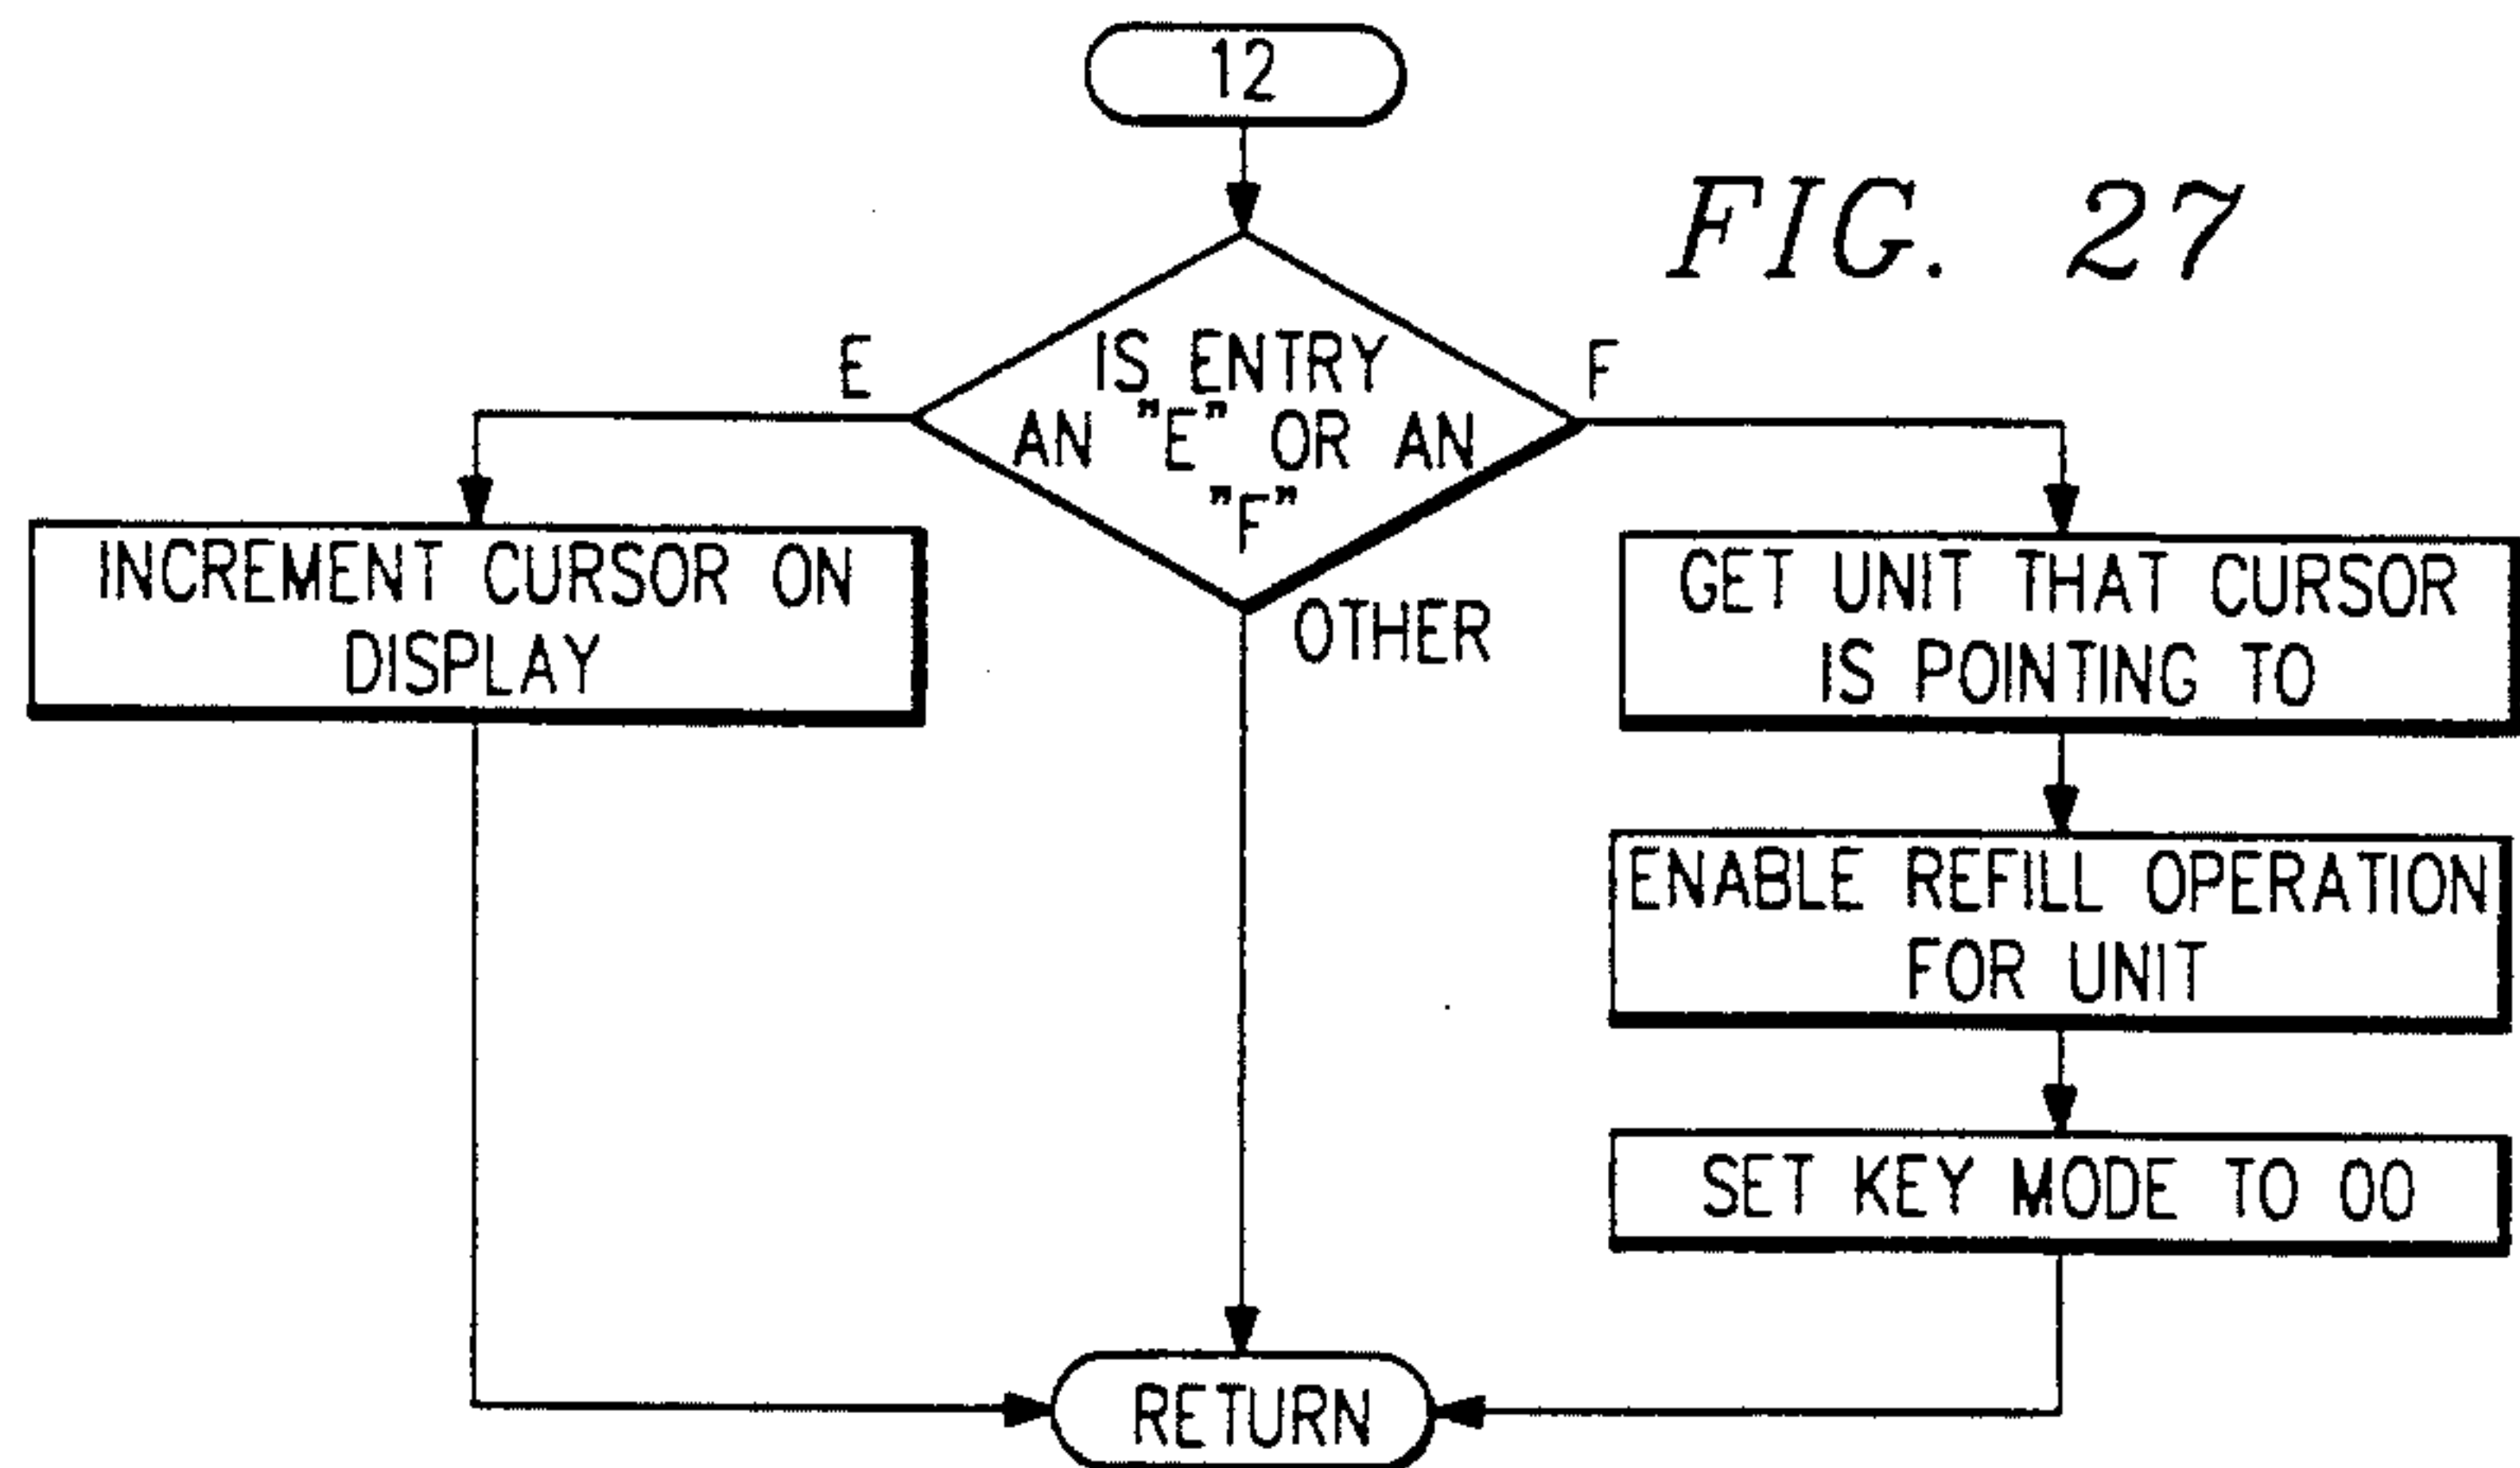 12
FIG. 27
IS ENTRY
AN "E" OR AN
"F"
E
F
OTHER
INCREMENT CURSOR ON
DISPLAY
GET UNIT THAT CURSOR
IS POINTING TO
ENABLE REFILL OPERATION
FOR UNIT
SET KEY MODE TO 00
RETURN